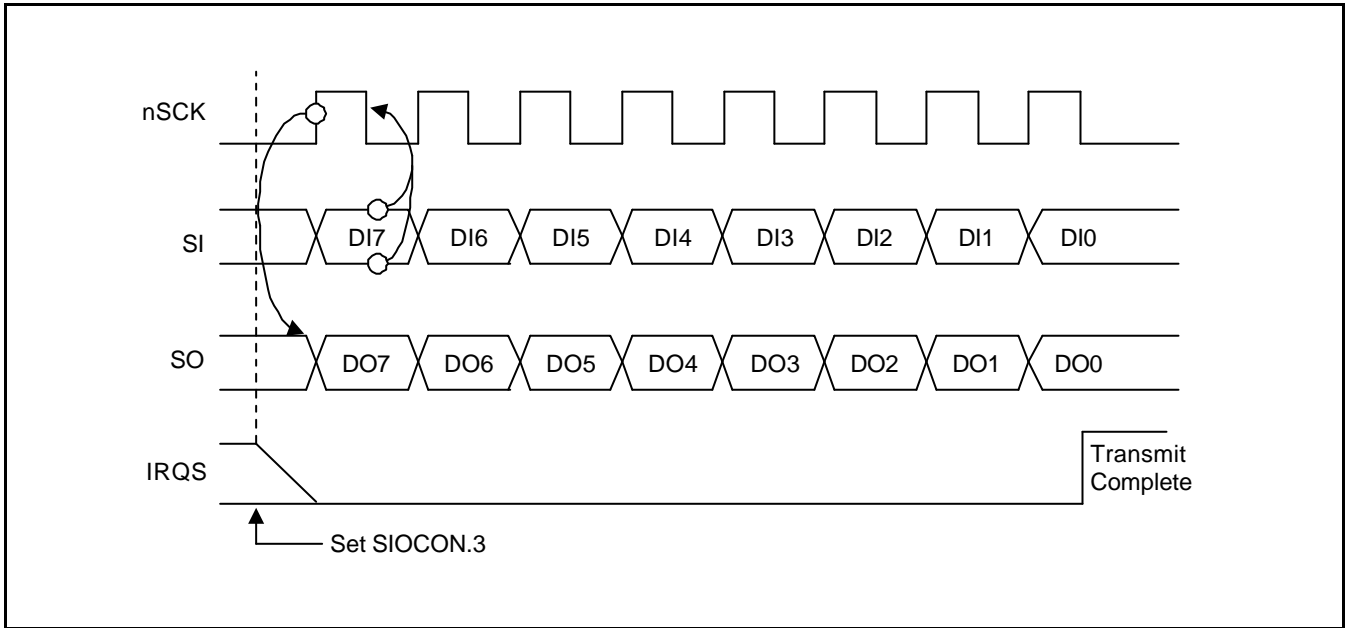 nSCK
SI
DI7 DI6 DI5 DI4 DI3 DI2 DI1 DI0
SO
DO7 DO6 DO5 DO4 DO3 DO2 DO1 DO0
IRQS
Transmit
Complete
Set SIOCON.3